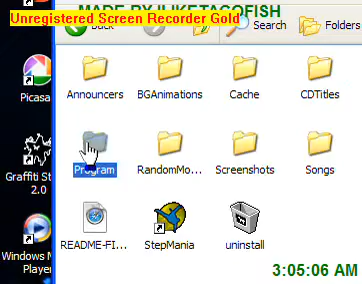 MADE BY ILIKETACOFISH
Unregistered Screen Recorder Gold
Back
Search
Folders
Picasa
Announcers
BGAnimations
Cache
CDTitles
Graffiti St
2.0
Program
RandomMo...
Screenshots
Songs
Windows M
Player
README-FI...
StepMania
uninstall
3:05:06 AM